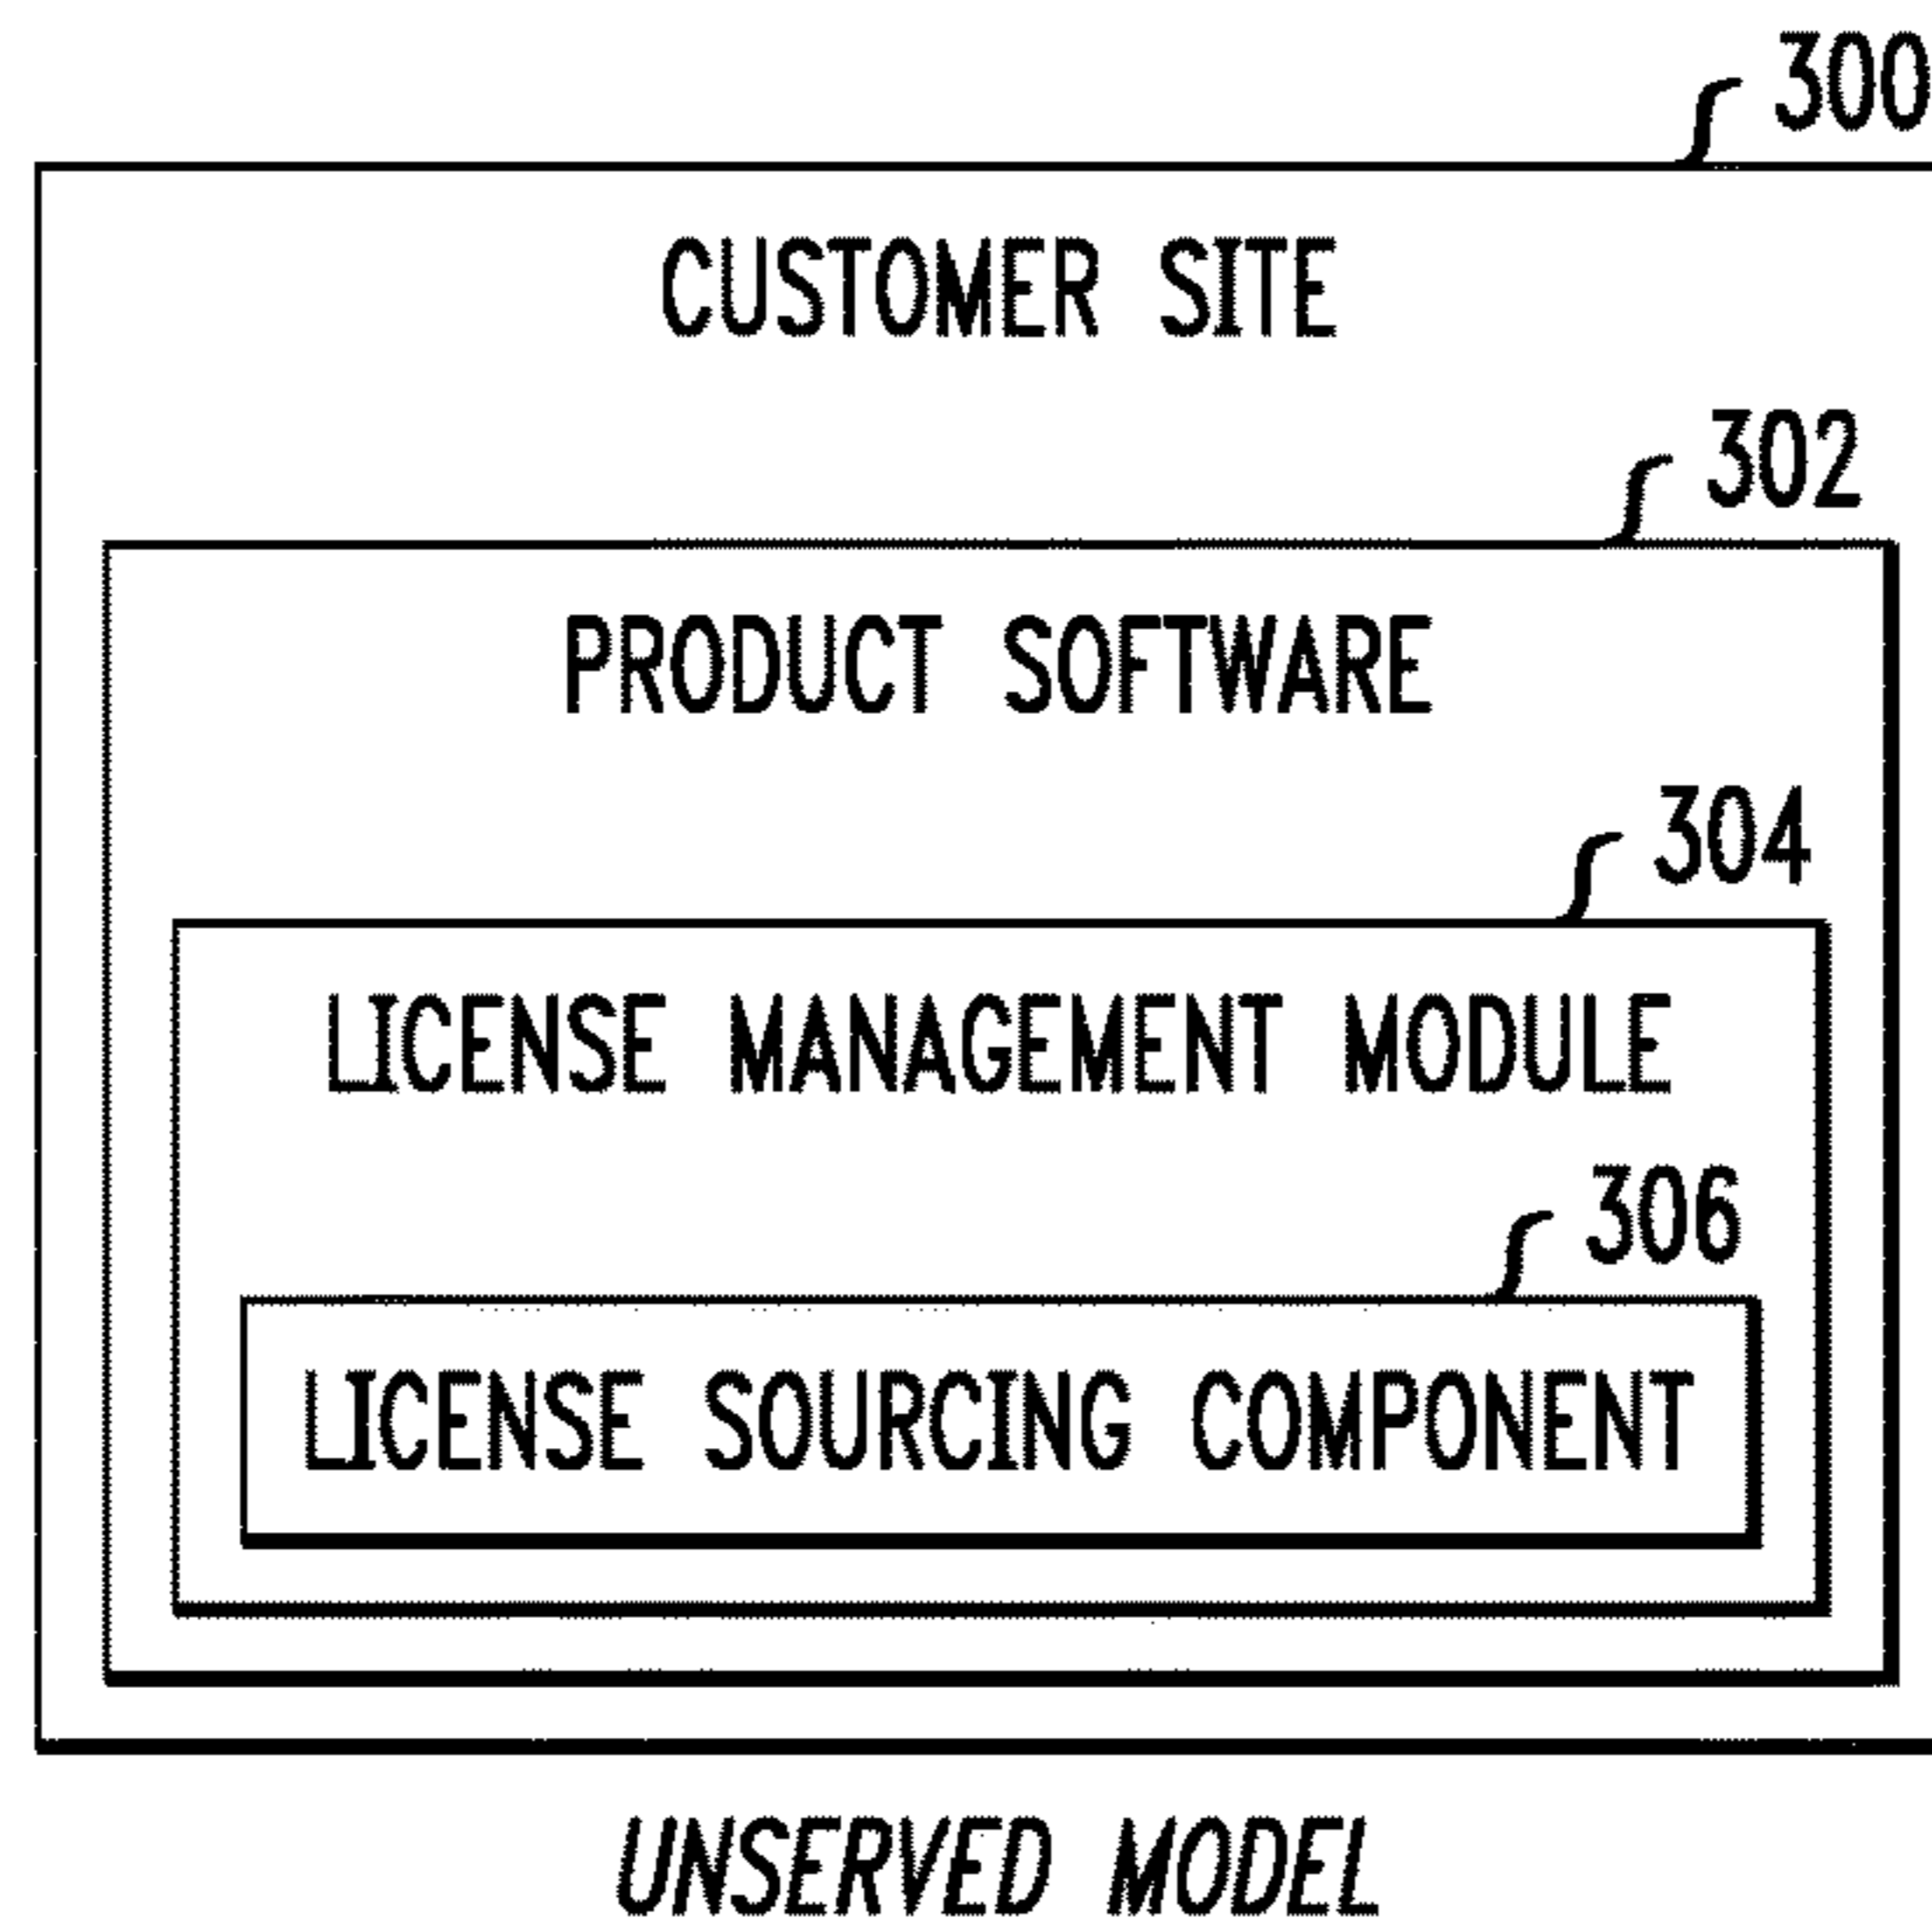 300
CUSTOMER SITE
302
PRODUCT SOFTWARE
304
LICENSE MANAGEMENT MODULE
306
LICENSE SOURCING COMPONENT
UNSERVED MODEL